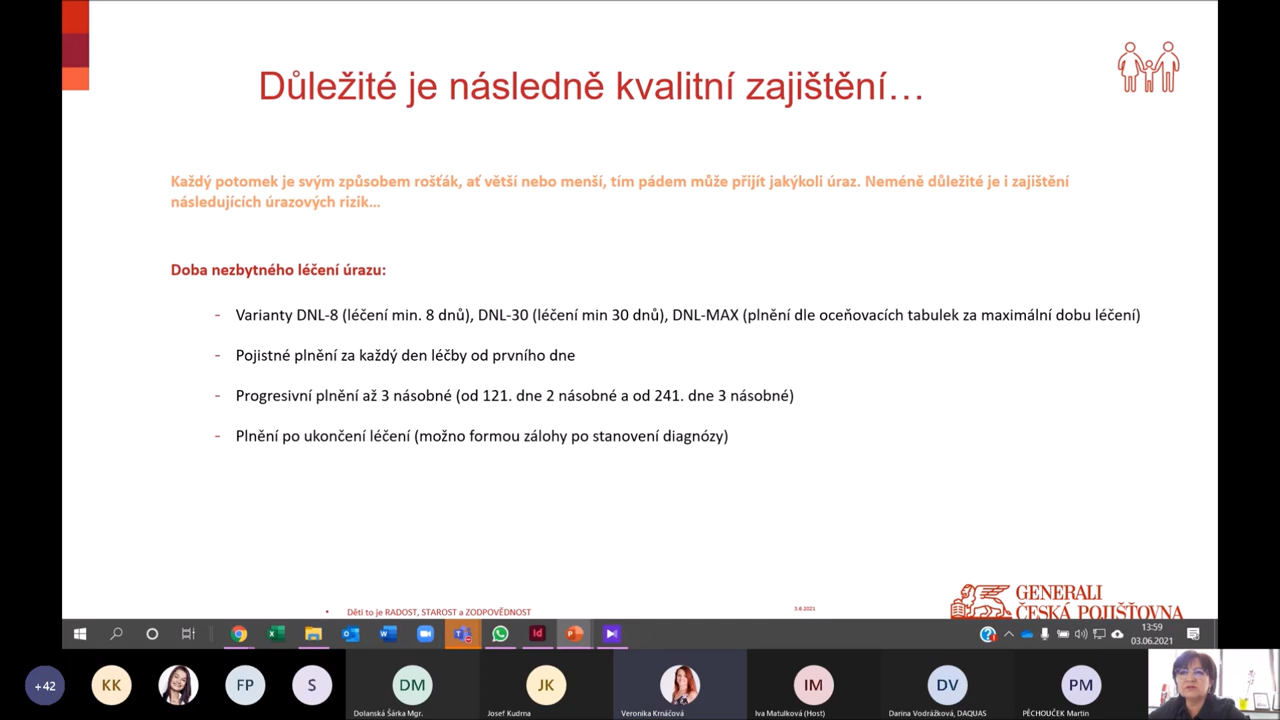 Důležité je následně kvalitní zajištění…
Každý potomek je svým způsobem rošťák, ať větší nebo menší, tím pádem může přijít jakýkoli úraz. Neméně důležité je i zajištění
následujících úrazových rizik…
Doba nezbytného léčení úrazu:
- Varianty DNL-8 (léčení min. 8 dnů), DNL-30 (léčení min 30 dnů), DNL-MAX (plnění dle oceňovacích tabulek za maximální dobu léčení)
- Pojistné plnění za každý den léčby od prvního dne
- Progresivní plnění až 3 násobné (od 121. dne 2 násobné a od 241. dne 3 násobné)
- Plnění po ukončení léčení (možno formou zálohy po stanovení diagnózy)
• Děti to je RADOST, STAROST a ZODPOVĚDNOST
3.6.2021
GENERALI
ČESKÁ POJIŠŤOVNA
13:59
03.06.2021
+42
KK
FP
S
DM
JK
IM
DV
PM
Dolanská Šárka Mgr.
Josef Kudrna
Veronika Krnáčová
Iva Matulková (Host)
Darina Vodrážková, DAQUAS
PĚCHOUČEK Martin